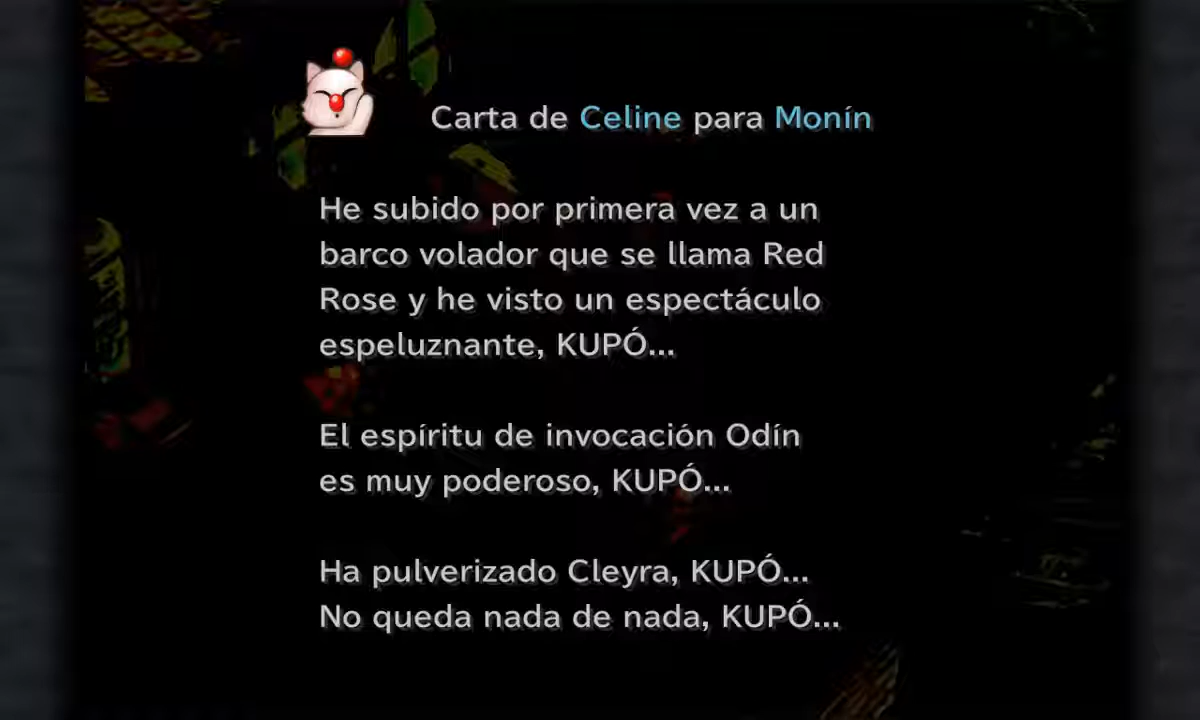 Carta de Celine para Monín
He subido por primera vez a un
barco volador que se llama Red
Rose y he visto un espectáculo
espeluznante, KUPÓ...
El espíritu de invocación Odín
es muy poderoso, KUPÓ...
Ha pulverizado Cleyra, KUPÓ...
No queda nada de nada, KUPÓ...